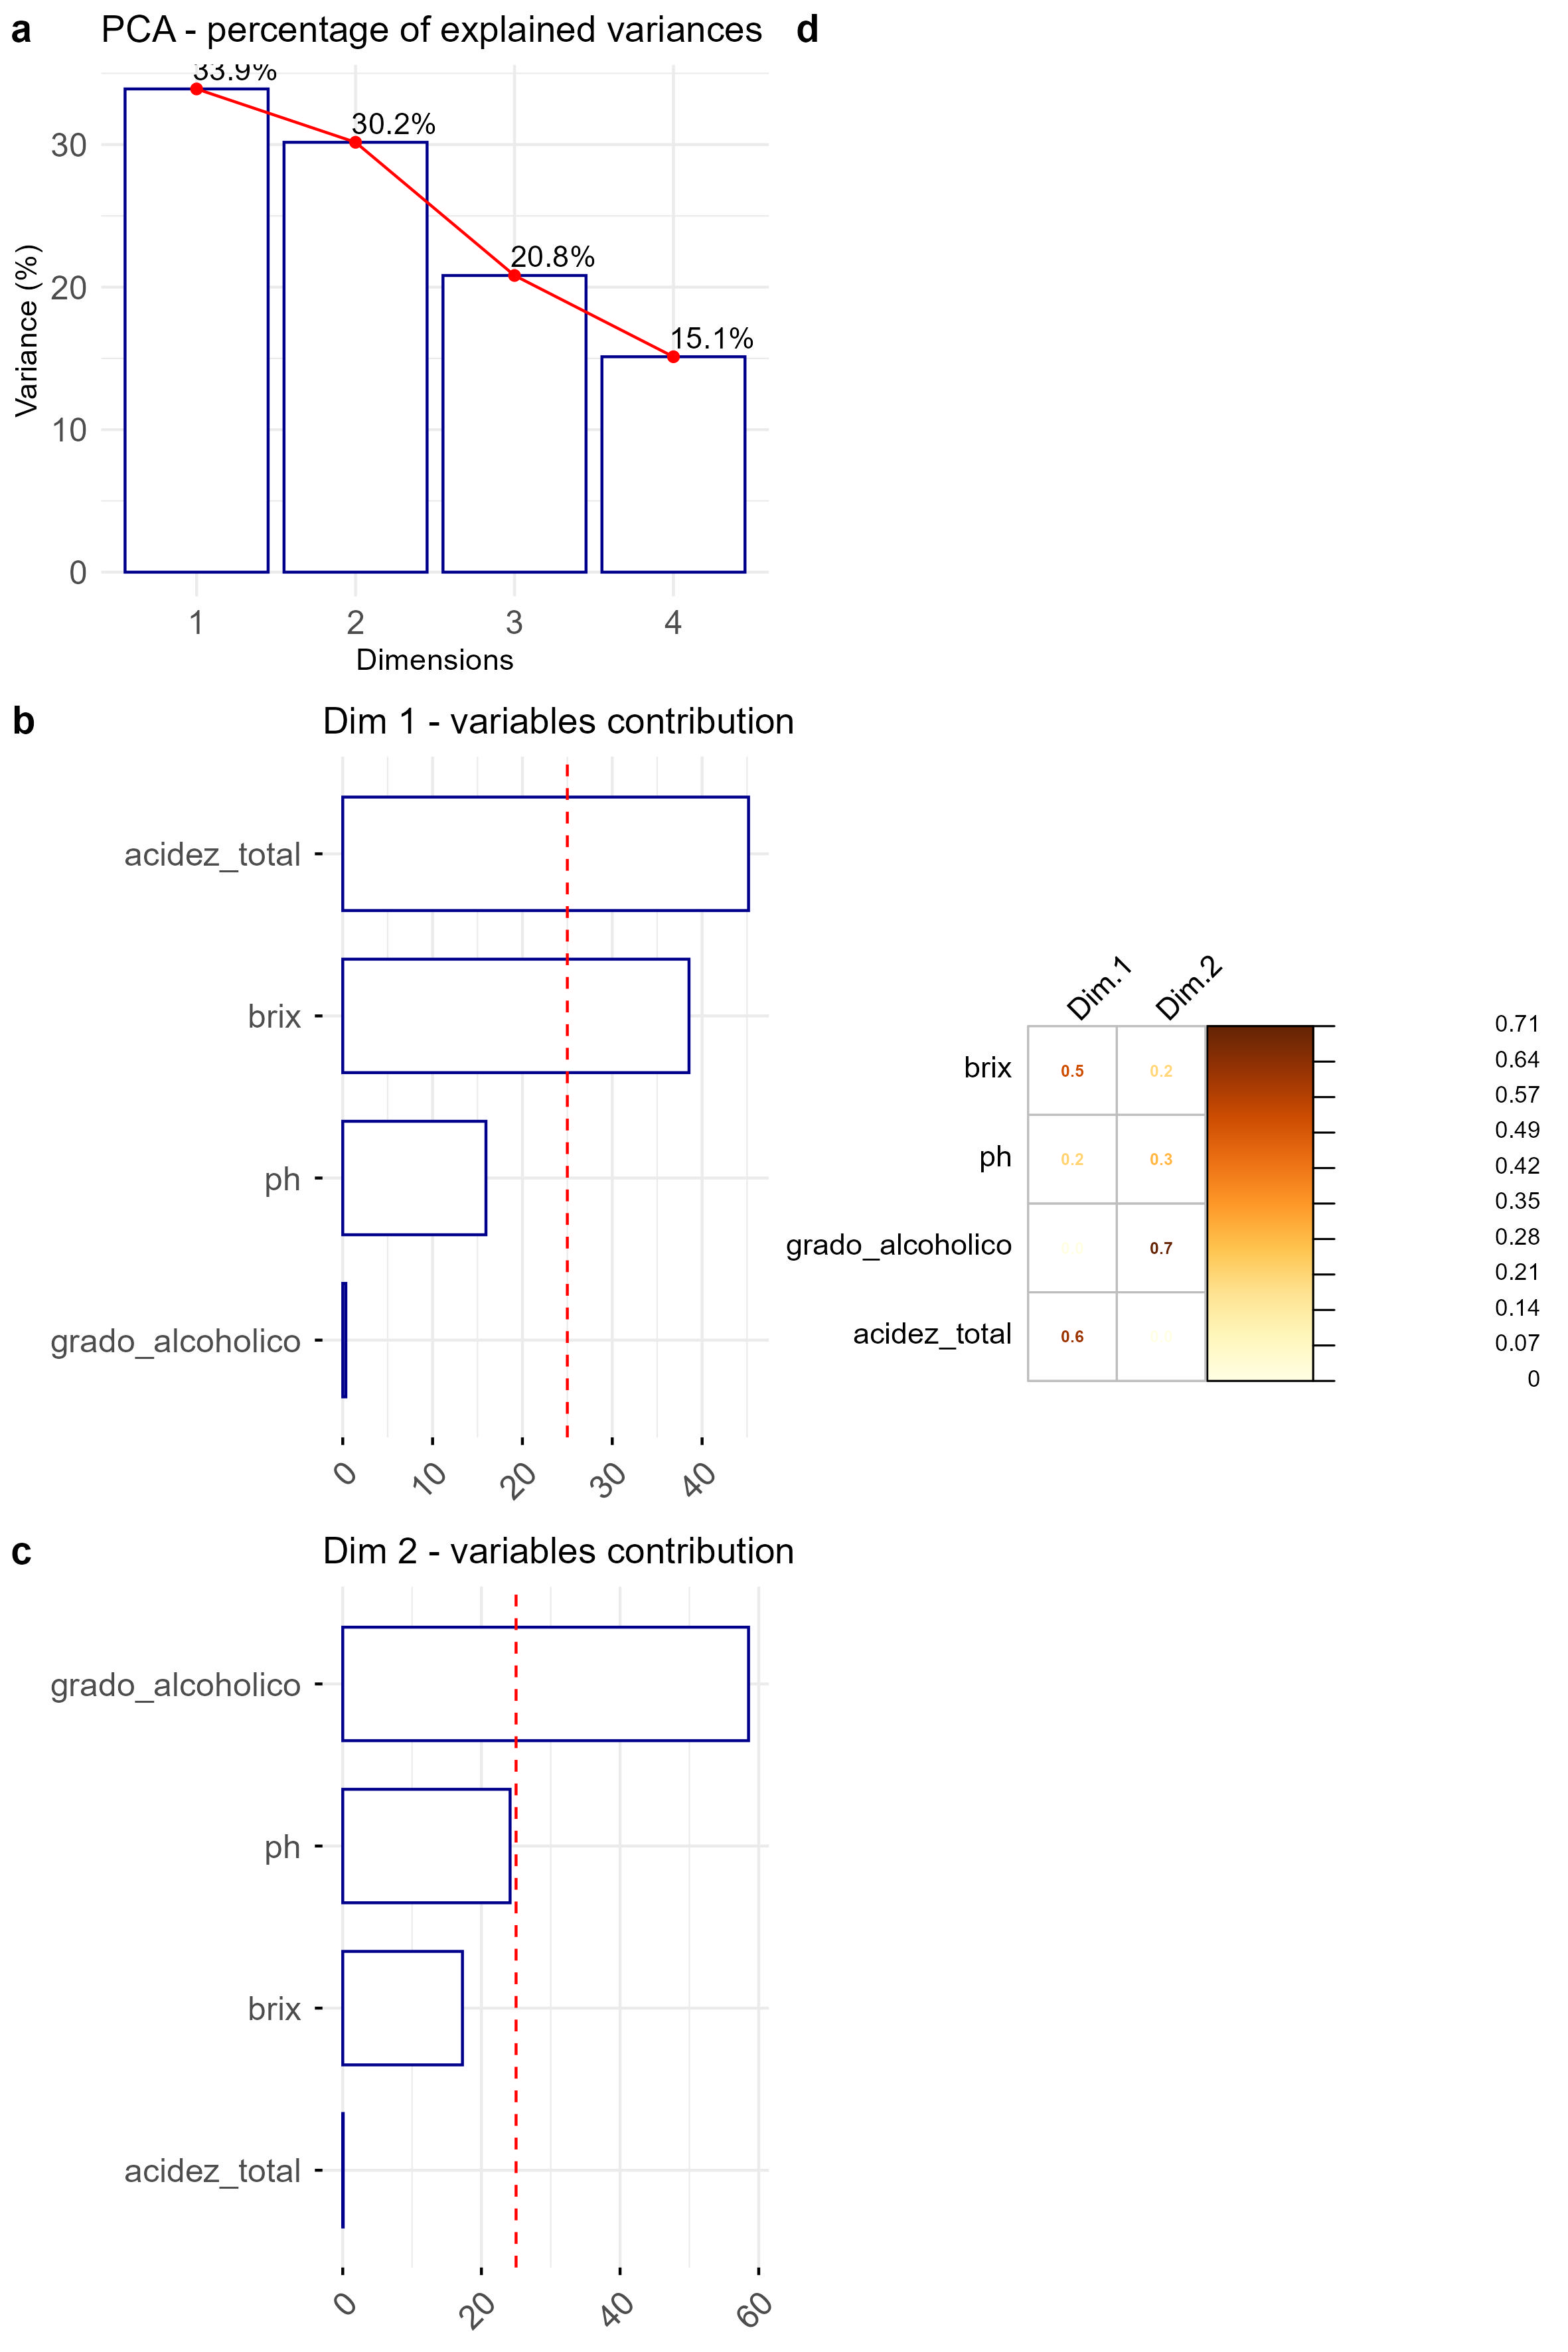 a
PCA - percentage of explained variances
33.9%
30.2%
20.8%
15.1%
30
20
10
0
Variance (%)
1 2 3 4
Dimensions
b
Dim 1 - variables contribution
acidez_total
brix
ph
grado_alcoholico
0 10 20 30 40
c
Dim 2 - variables contribution
grado_alcoholico
ph
brix
acidez_total
0 20 40 60
d
Dim.1 Dim.2
brix 0.5 0.2
ph 0.2 0.3
grado_alcoholico 0.7
acidez_total 0.6
0.71
0.64
0.57
0.49
0.42
0.35
0.28
0.21
0.14
0.07
0